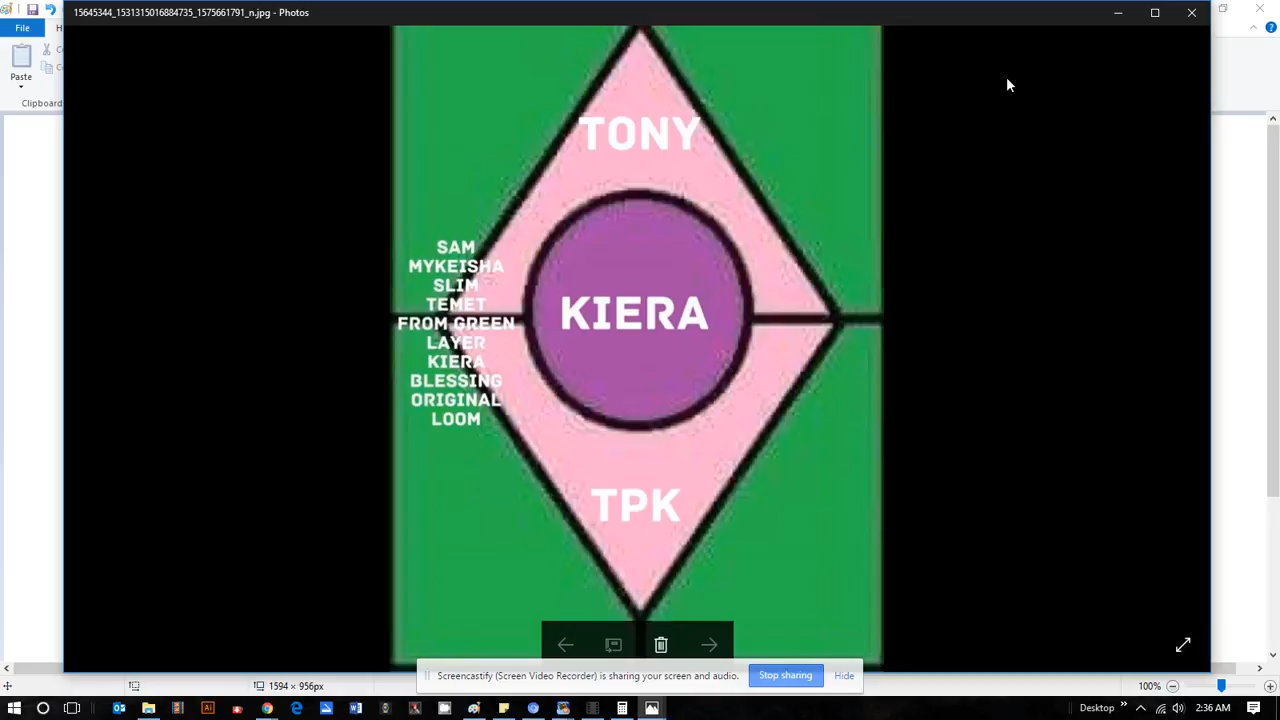 15645344_1531315016884735_1575661791_n.jpg - Photos
File
Paste
Clipboard
TONY
KIERA
SAM
MYKEISHA
SLIM
TEMET
FROM GREEN
LAYER
KIERA
BLESSING
ORIGINAL
LOOM
TPK
Screencastify (Screen Video Recorder) is sharing your screen and audio.
Stop sharing
Hide
1594 × 956px
100%
Desktop
2:36 AM